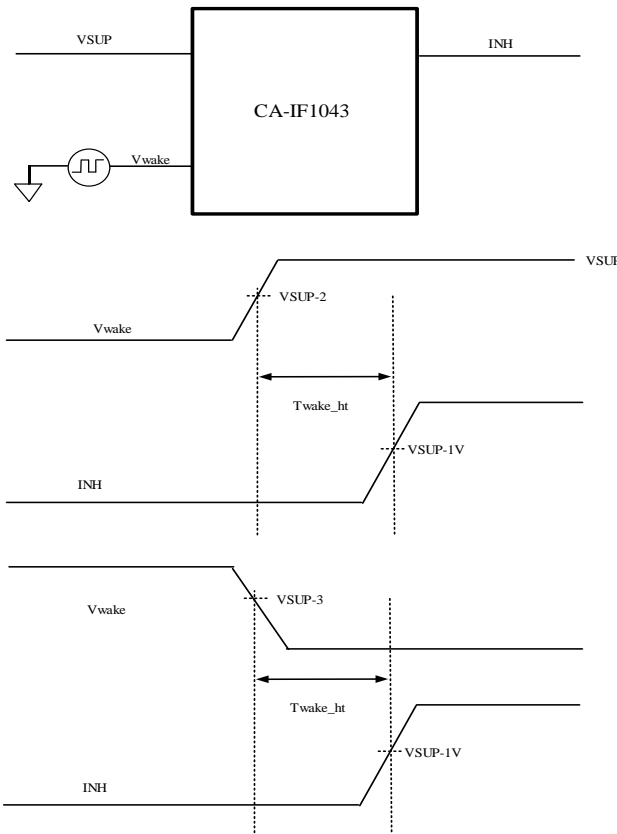 VSUP
INH
CA-IF1043
Vwake
VSUP
VSUP-2
Vwake
Twake_ht
VSUP-1V
INH
VSUP-3
Vwake
Twake_ht
VSUP-1V
INH